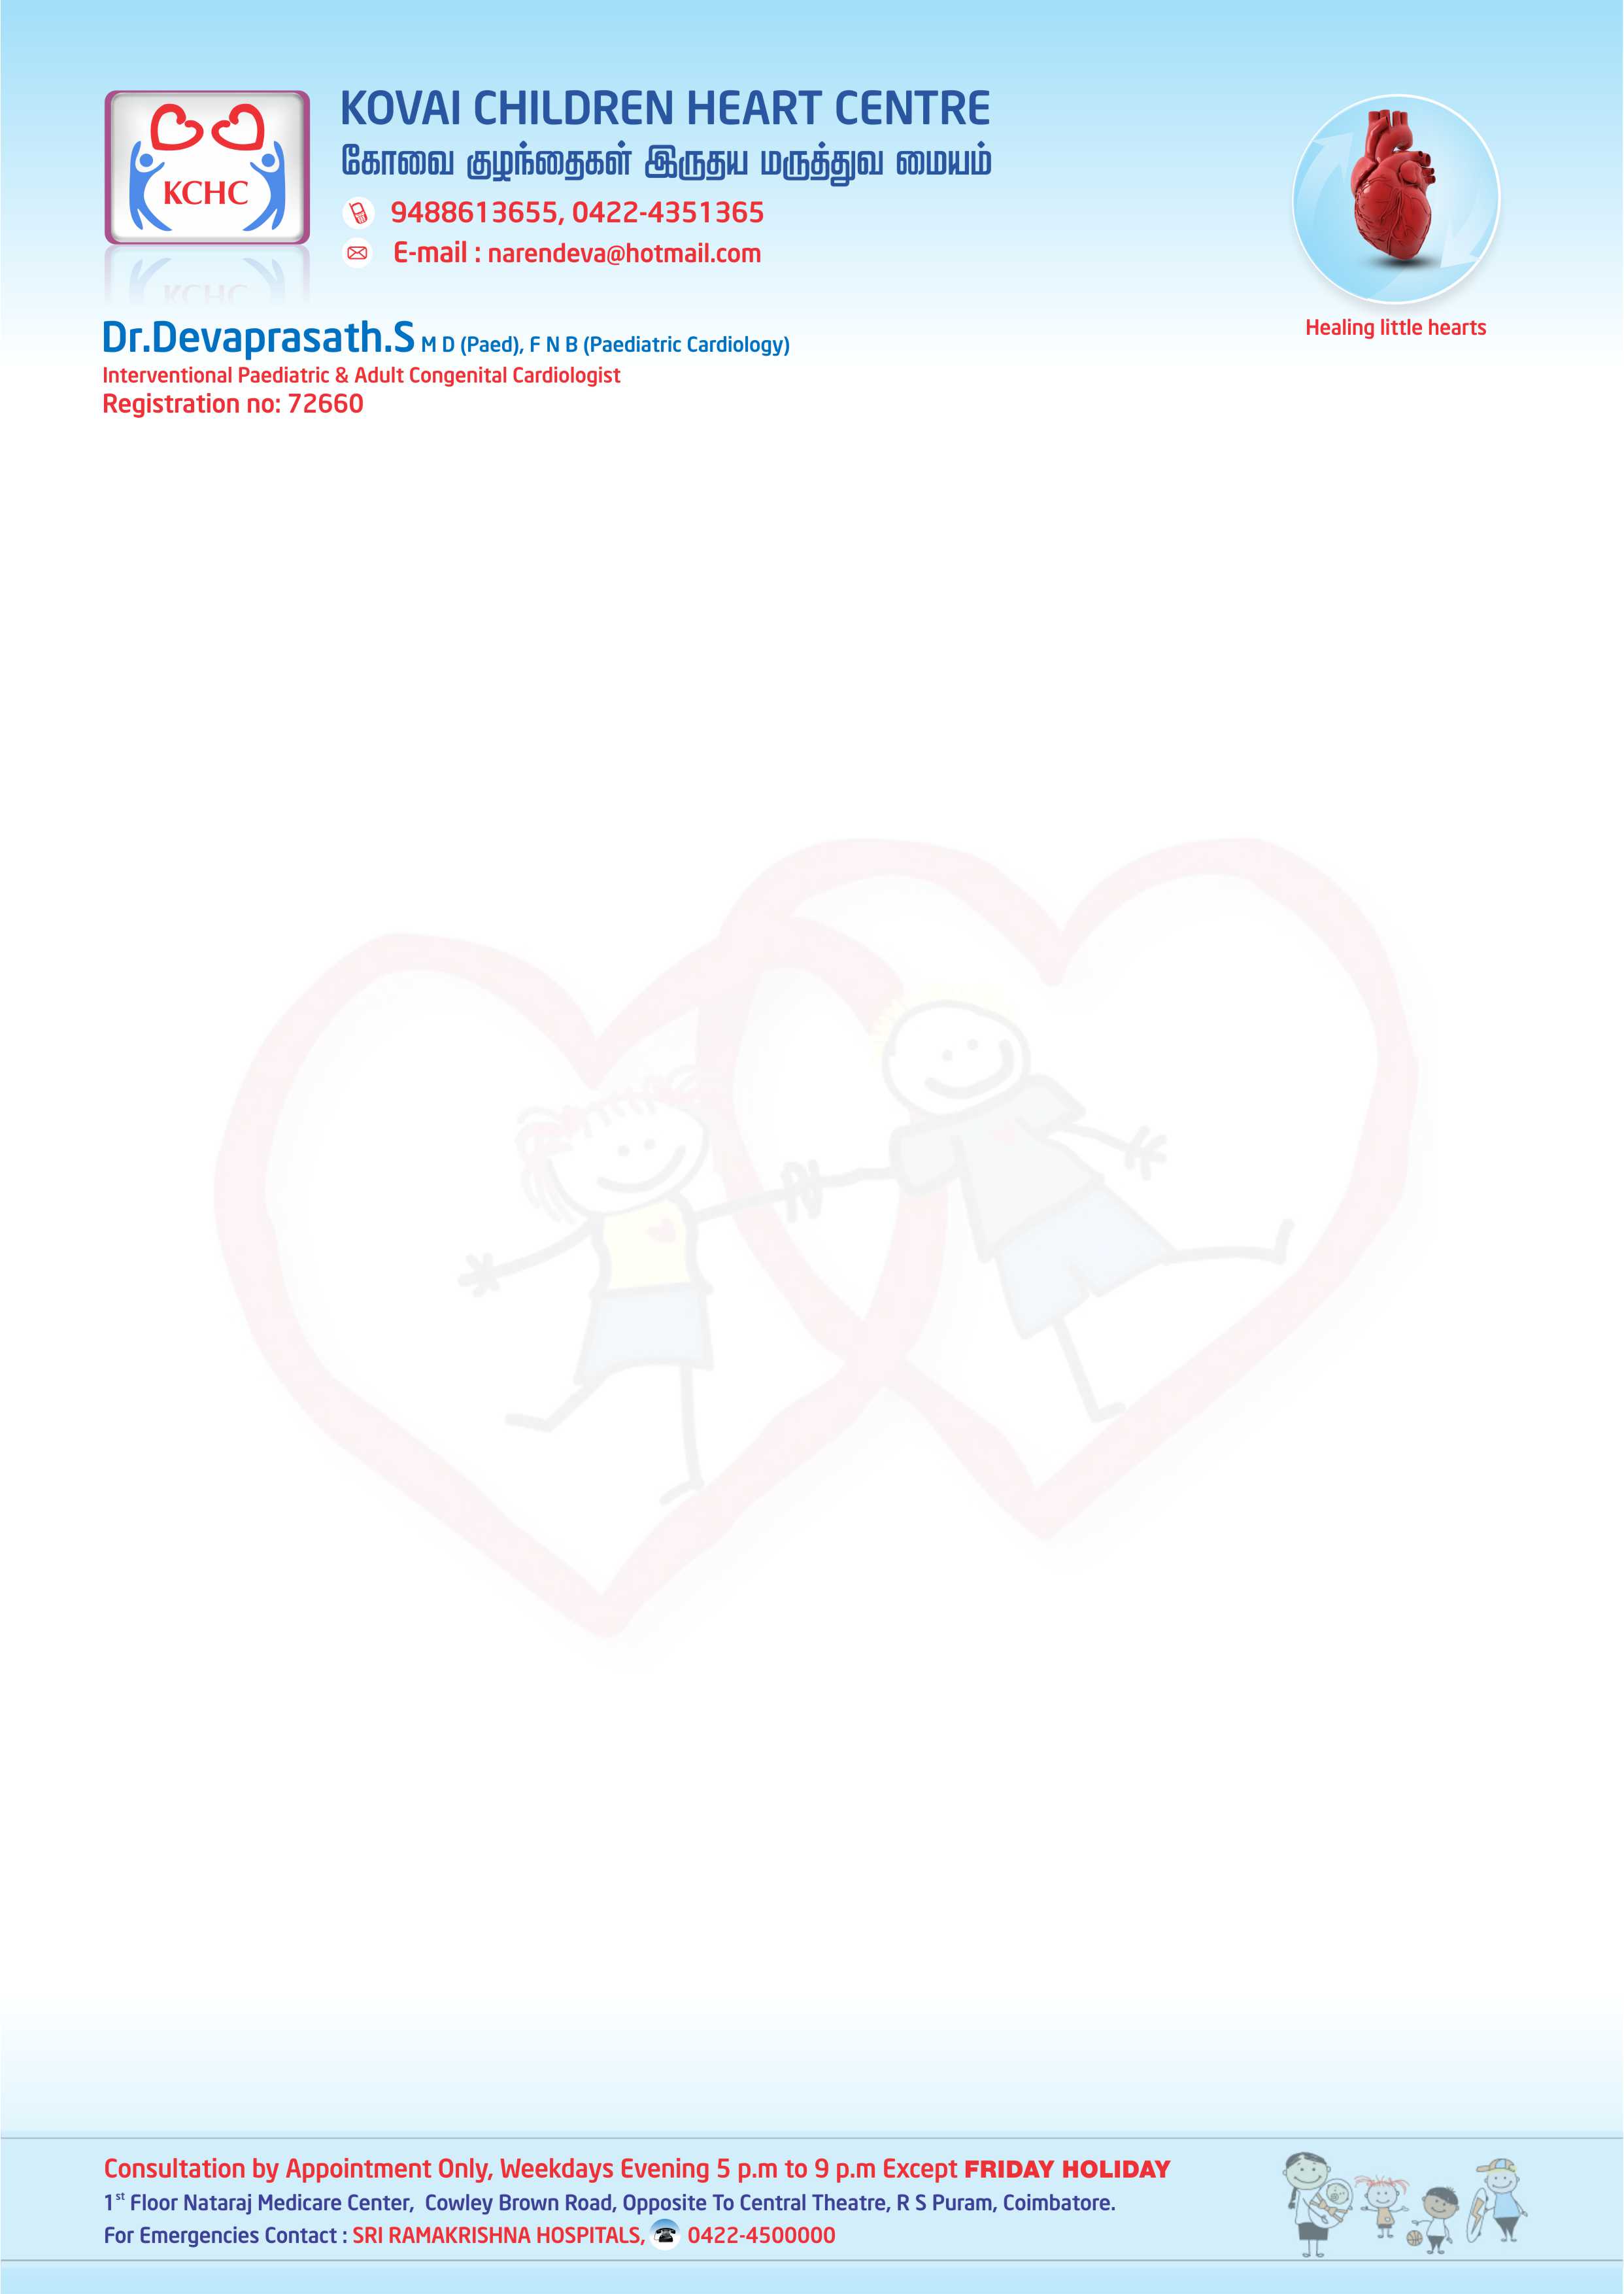 KCHC
KOVAI CHILDREN HEART CENTRE
கோவை குழந்தைகள் இருதய மருத்துவ மையம்
9488613655, 0422-4351365
E-mail : narendeva@hotmail.com
Healing little hearts
Dr.Devaprasath.S M D (Paed), F N B (Paediatric Cardiology)
Interventional Paediatric & Adult Congenital Cardiologist
Registration no: 72660
Consultation by Appointment Only, Weekdays Evening 5 p.m to 9 p.m Except FRIDAY HOLIDAY
1st Floor Nataraj Medicare Center, Cowley Brown Road, Opposite To Central Theatre, R S Puram, Coimbatore.
For Emergencies Contact : SRI RAMAKRISHNA HOSPITALS, 0422-4500000